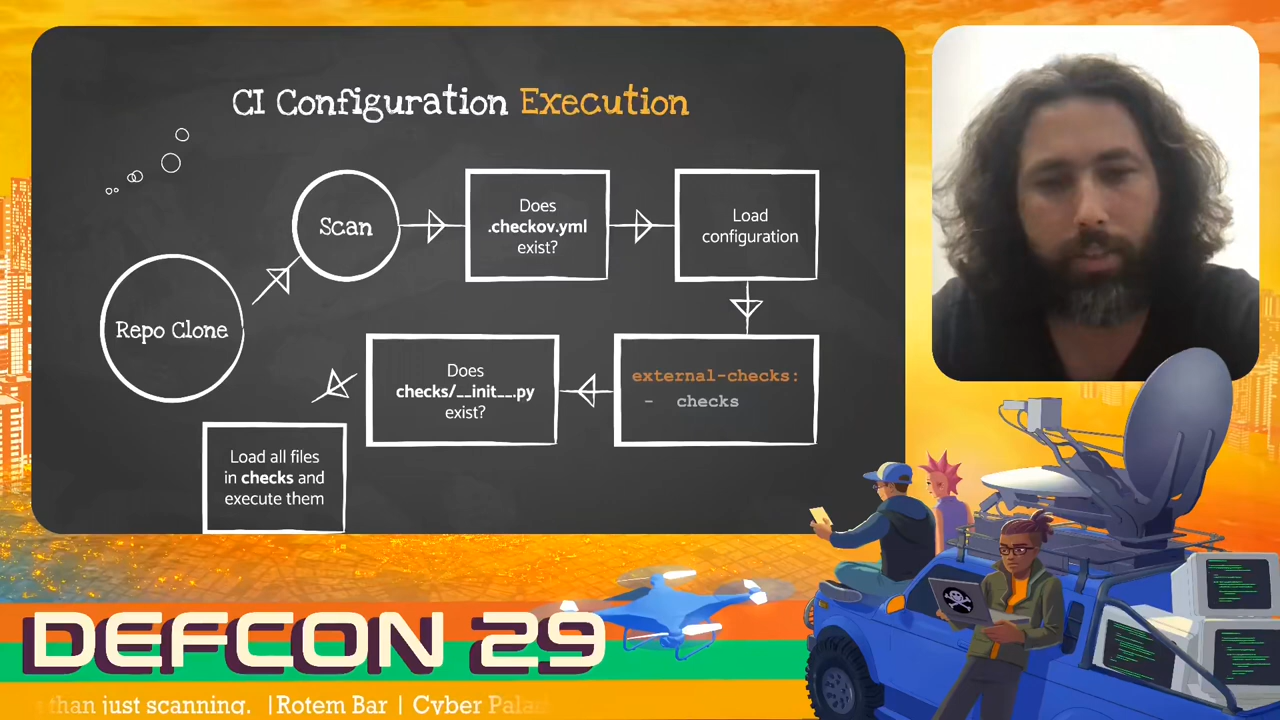 CI Configuration Execution
Scan
Does
.checkov.yml
exist?
Load
configuration
Repo Clone
Does
checks/__init__.py
exist?
external-checks:
- checks
Load all files
in checks and
execute them
DEFCON 29
than just scanning. |Rotem Bar | Cyber